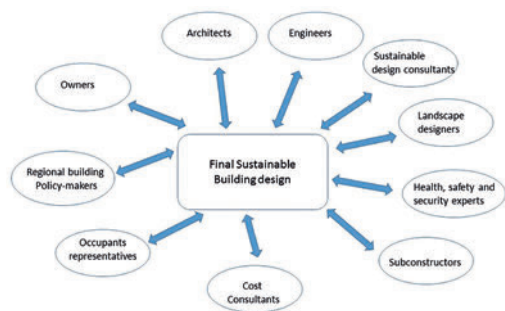 Architects
Engineers
Sustainable
design consultants
Owners
Landscape
designers
Final Sustainable
Building design
Regional building
Policy-makers
Health, safety and
security experts
Occupants
representatives
Subconstructors
Cost
Consultants